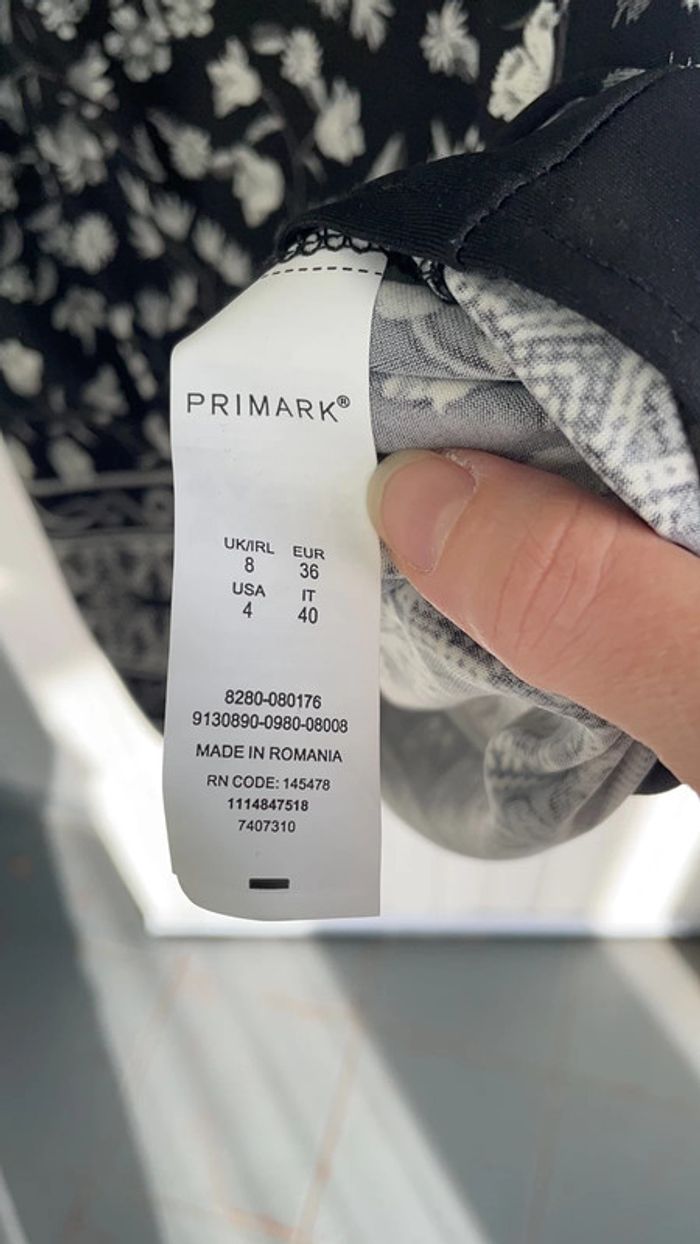 PRIMARK®
UK/IRL EUR
8 36
USA IT
4 40
8280-080176
9130890-0980-08008
MADE IN ROMANIA
RN CODE: 145478
1114847518
7407310